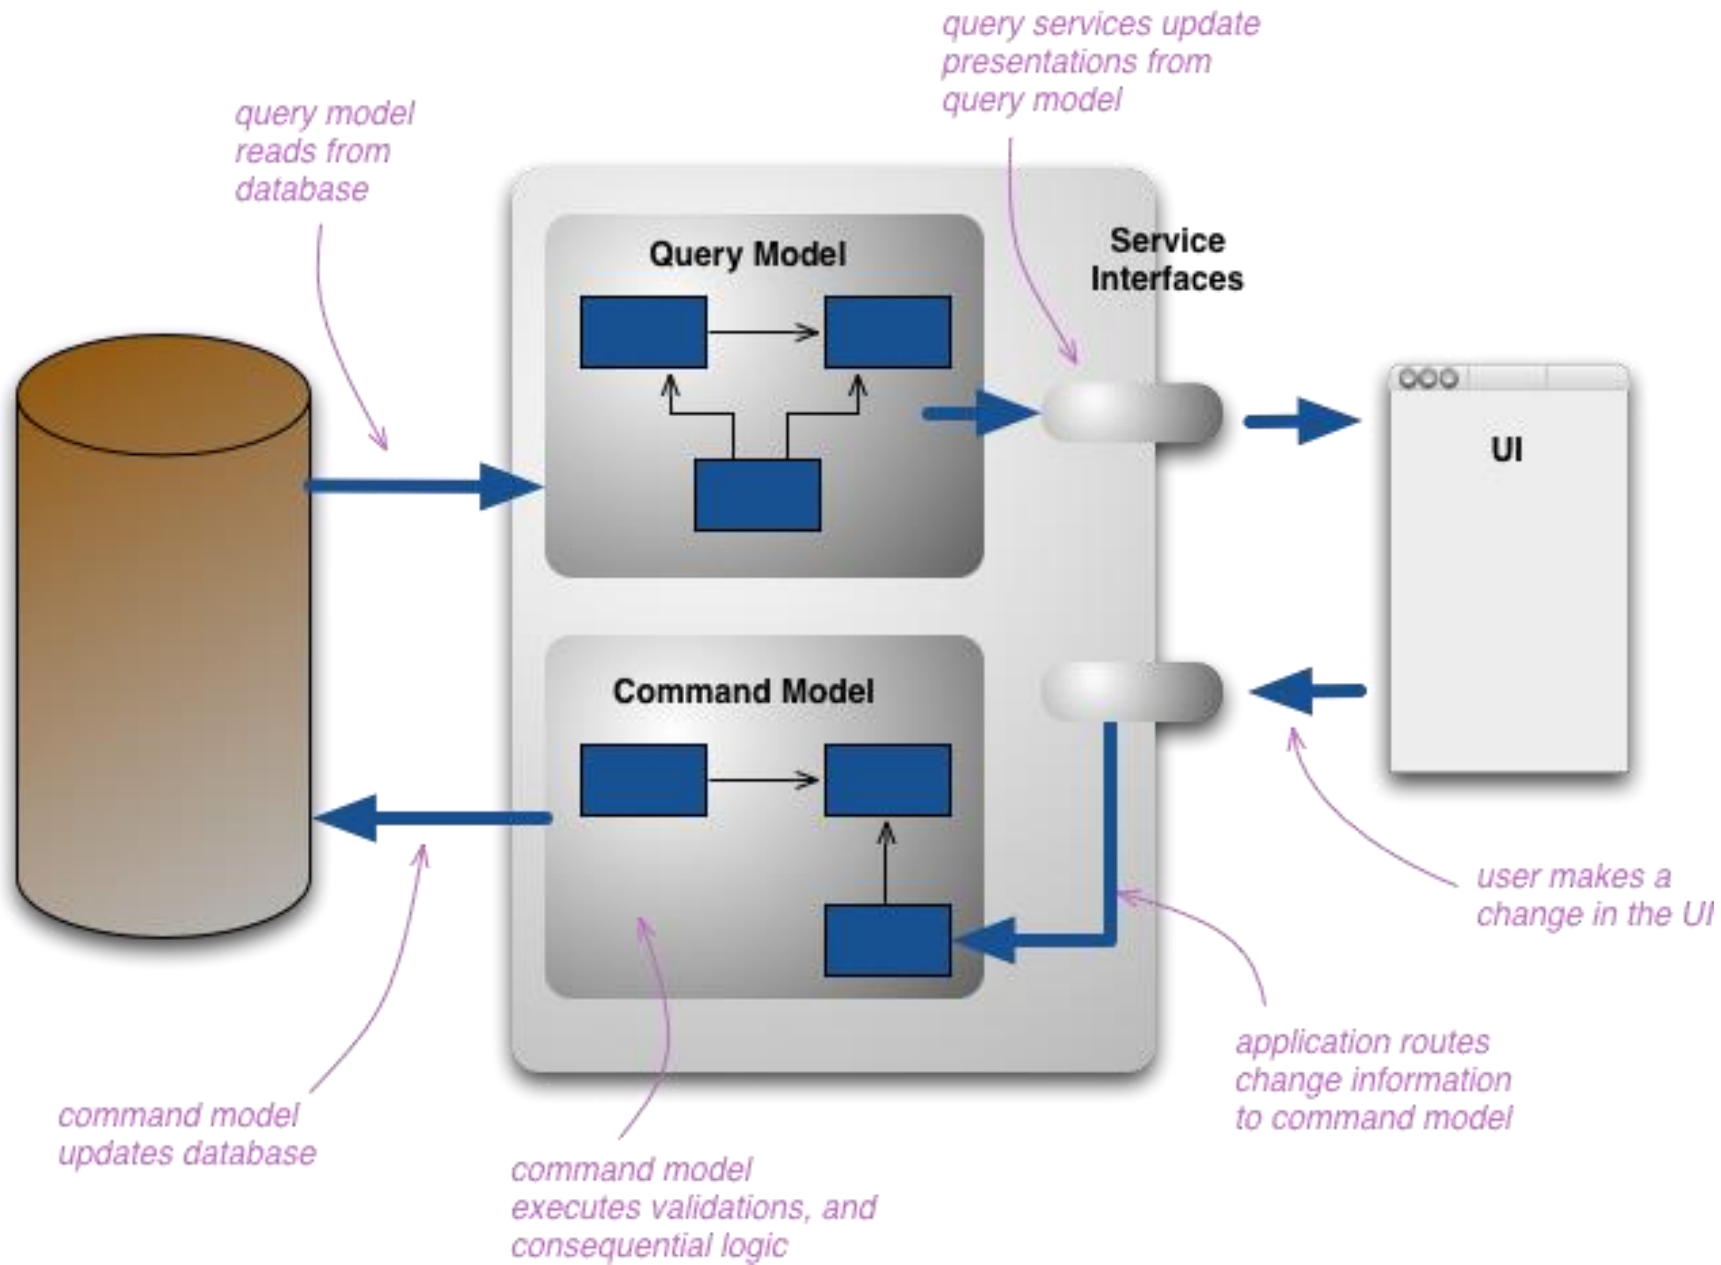 query services update
presentations from
query model
query model
reads from
database
Query Model
Service
Interfaces
UI
Command Model
user makes a
change in the UI
application routes
change information
to command model
command model
updates database
command model
executes validations, and
consequential logic